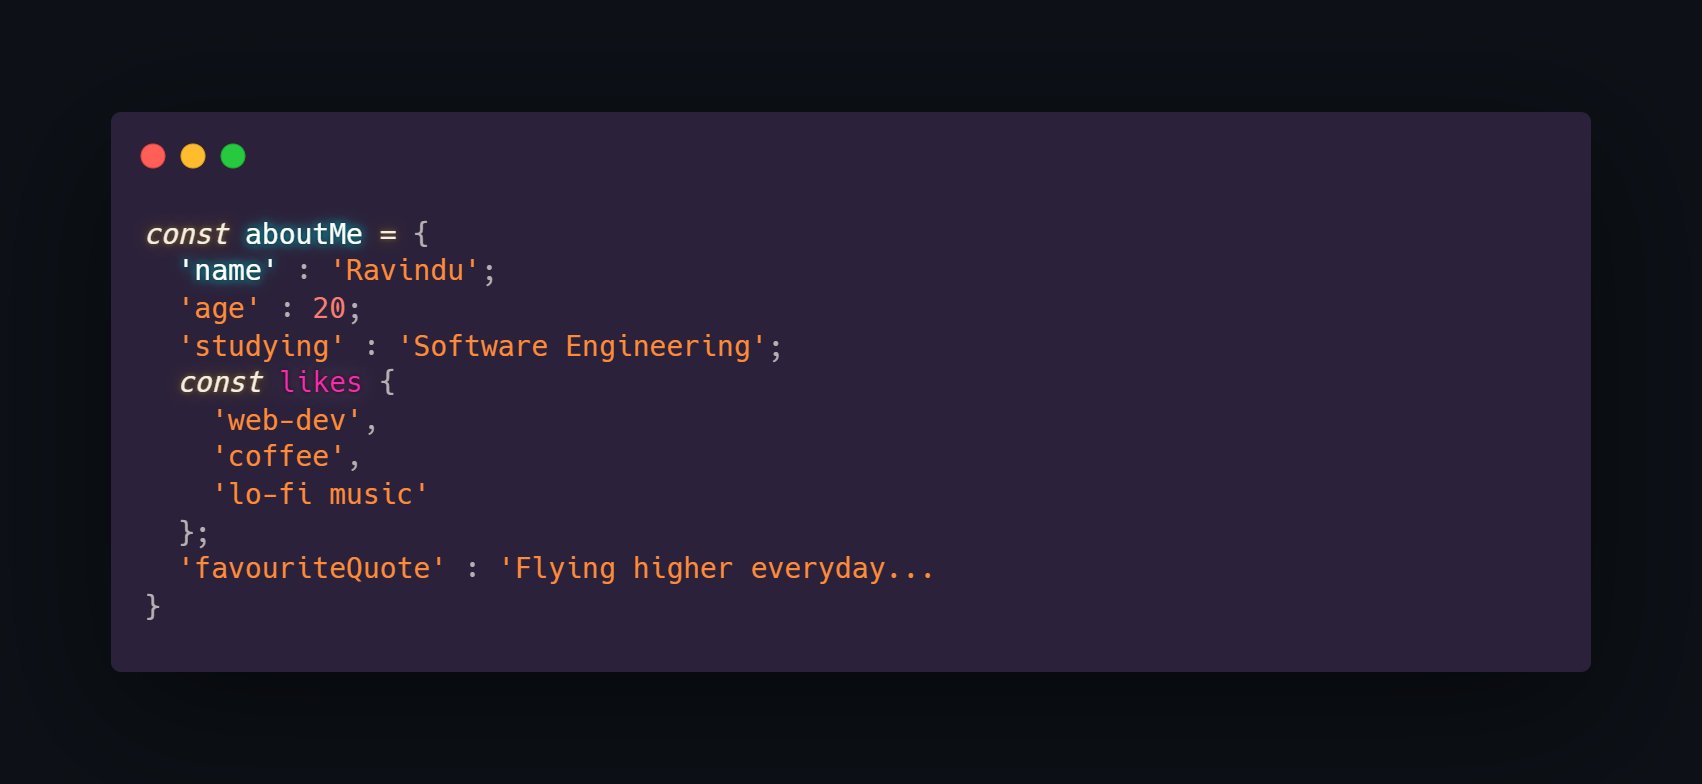 const aboutMe = {
  'name' : 'Ravindu';
  'age' : 20;
  'studying' : 'Software Engineering';
  const likes {
    'web-dev',
    'coffee',
    'lo-fi music'
  };
  'favouriteQuote' : 'Flying higher everyday...
}